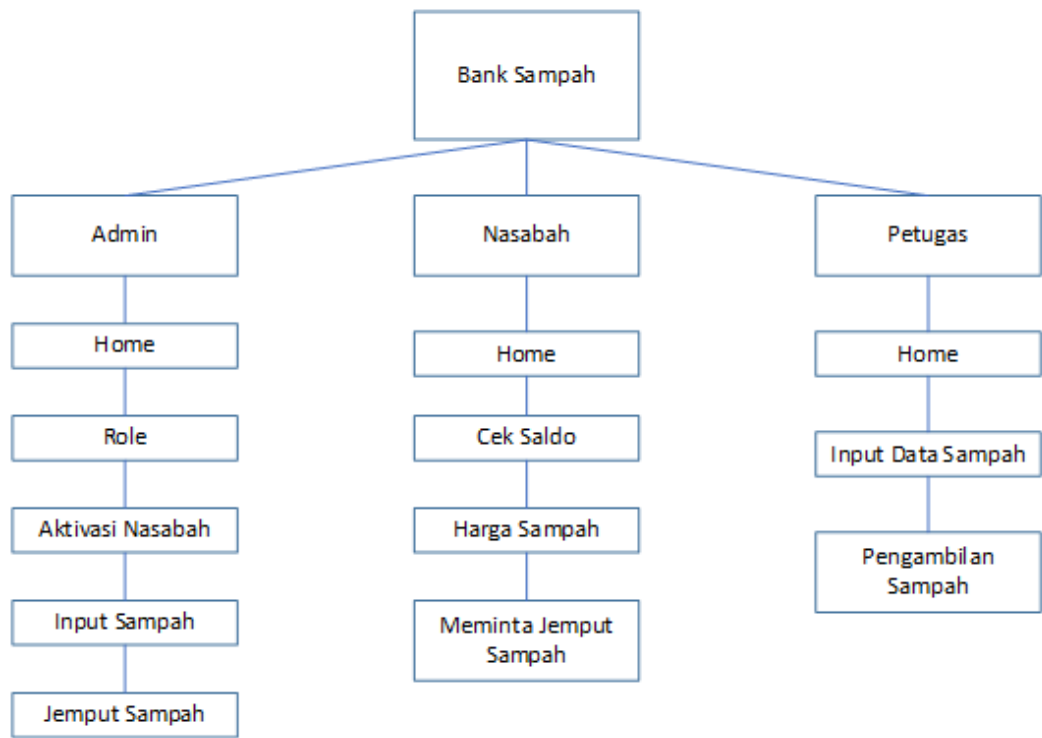 Bank Sampah
Admin
Nasabah
Petugas
Home
Home
Home
Role
Cek Saldo
Input Data Sampah
Aktivasi Nasabah
Harga Sampah
Pengambilan
Sampah
Input Sampah
Meminta Jemput
Sampah
Jemput Sampah